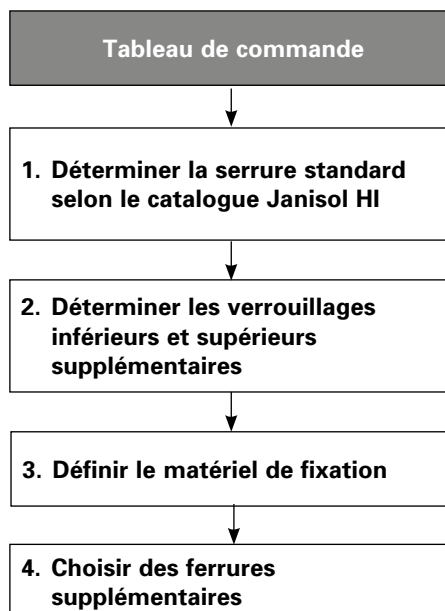 Tableau de commande
1. Déterminer la serrure standard
selon le catalogue Janisol HI
2. Déterminer les verrouillages
inférieurs et supérieurs
supplémentaires
3. Définir le matériel de fixation
4. Choisir des ferrures
supplémentaires